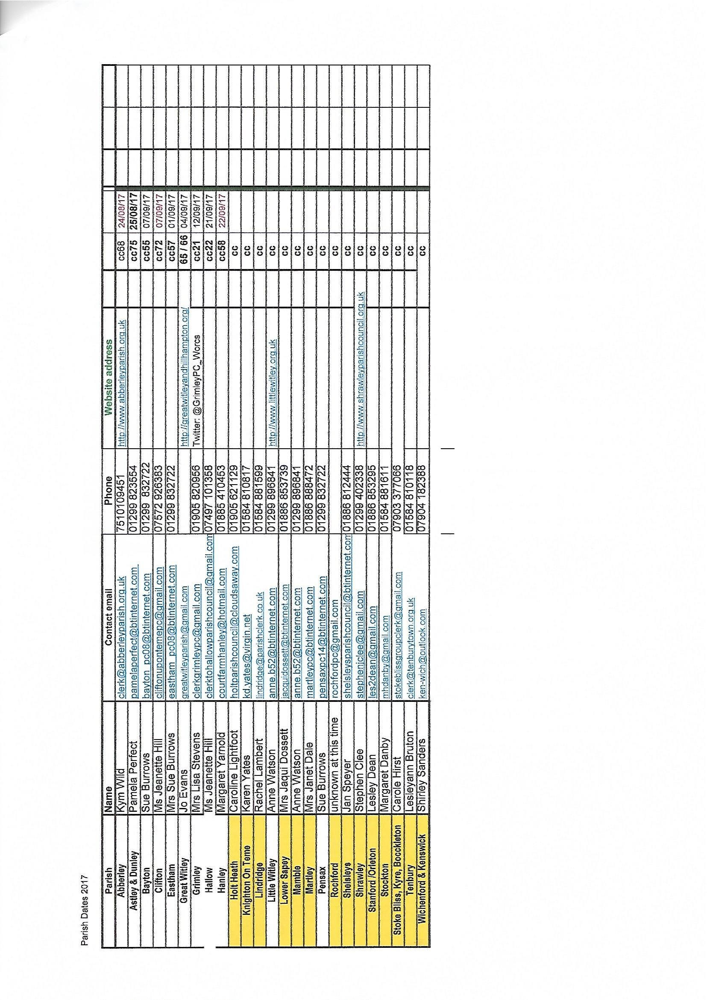 Parish Dates 2017
Parish Name Contact email Phone Website address
Abberley Kym Wild clerk@abberleyparish.org.uk 7510109451 http://www.abberleyparish.org.uk cc68 24/08/17
Astley & Dunley Pamela Perfect pamelaperfect@btinternet.com 01299 823554 cc75 25/08/17
Bayton Sue Burrows bayton_pc08@btinternet.com 01299 832722 cc55 07/09/17
Clifton Ms Jeanette Hill cliftonupontemepc@gmail.com 07572 926383 cc72 07/09/17
Eastham Mrs Sue Burrows eastham_pc08@btinternet.com 01299 832722 cc57 01/09/17
Great Witley Jo Evans greatwitleyparish@gmail.com http://greatwitleyandhillhampton.org/ 65 / 66 04/09/17
Grimley Mrs Lisa Stevens clerkgrimleypc@gmail.com 01905 820956 Twitter: @GrimleyPC_Worcs cc21 12/09/17
Hallow Ms Jeanette Hill clerktohallowparishcouncil@gmail.com 07497 101358 cc22 21/09/17
Hanley Margaret Yarnold courtfarmhanley@hotmail.com 01885 410453 cc58 22/09/17
Holt Heath Caroline Lightfoot holtparishcouncil@cloudsaway.com 01905 621129 cc
Knighton On Teme Karen Yates kd.yates@virgin.net 01584 810817 cc
Lindridge Rachel Lambert lindridge@parishclerk.co.uk 01584 881599 cc
Little Witley Anne Watson anne.b52@btinternet.com 01299 896841 http://www.littlewitley.org.uk cc
Lower Sapey Mrs Jaqui Dossett jacquidossett@btinternet.com 01886 853739 cc
Mamble Anne Watson anne.b52@btinternet.com 01299 896841 cc
Martley Mrs Janet Dale martleypc@btinternet.com 01886 888472 cc
Pensax Sue Burrows pensaxpc14@btinternet.com 01299 832722 cc
Rochford unknown at this time rochfordpc@gmail.com cc
Shelsleys Jan Speyer shelsleysparishcouncil@btinternet.com 01886 812444 cc
Shrawley Stephen Clee stephenjclee@gmail.com 01299 402338 http://www.shrawleyparishcouncil.org.uk cc
Stanford /Orleton Lesley Dean les2dean@gmail.com 01886 853295 cc
Stockton Margaret Danby mhdanby@gmail.com 01584 881611 cc
Stoke Bliss, Kyre, Bocckleton Carole Hirst stokeblissgroupclerk@gmail.com 07903 377066 cc
Tenbury Lesleyann Bruton clerk@tenburytown.org.uk 01584 810118 cc
Wichenford & Kenswick Shirley Sanders ken-wich@outlook.com 07904 182388 cc